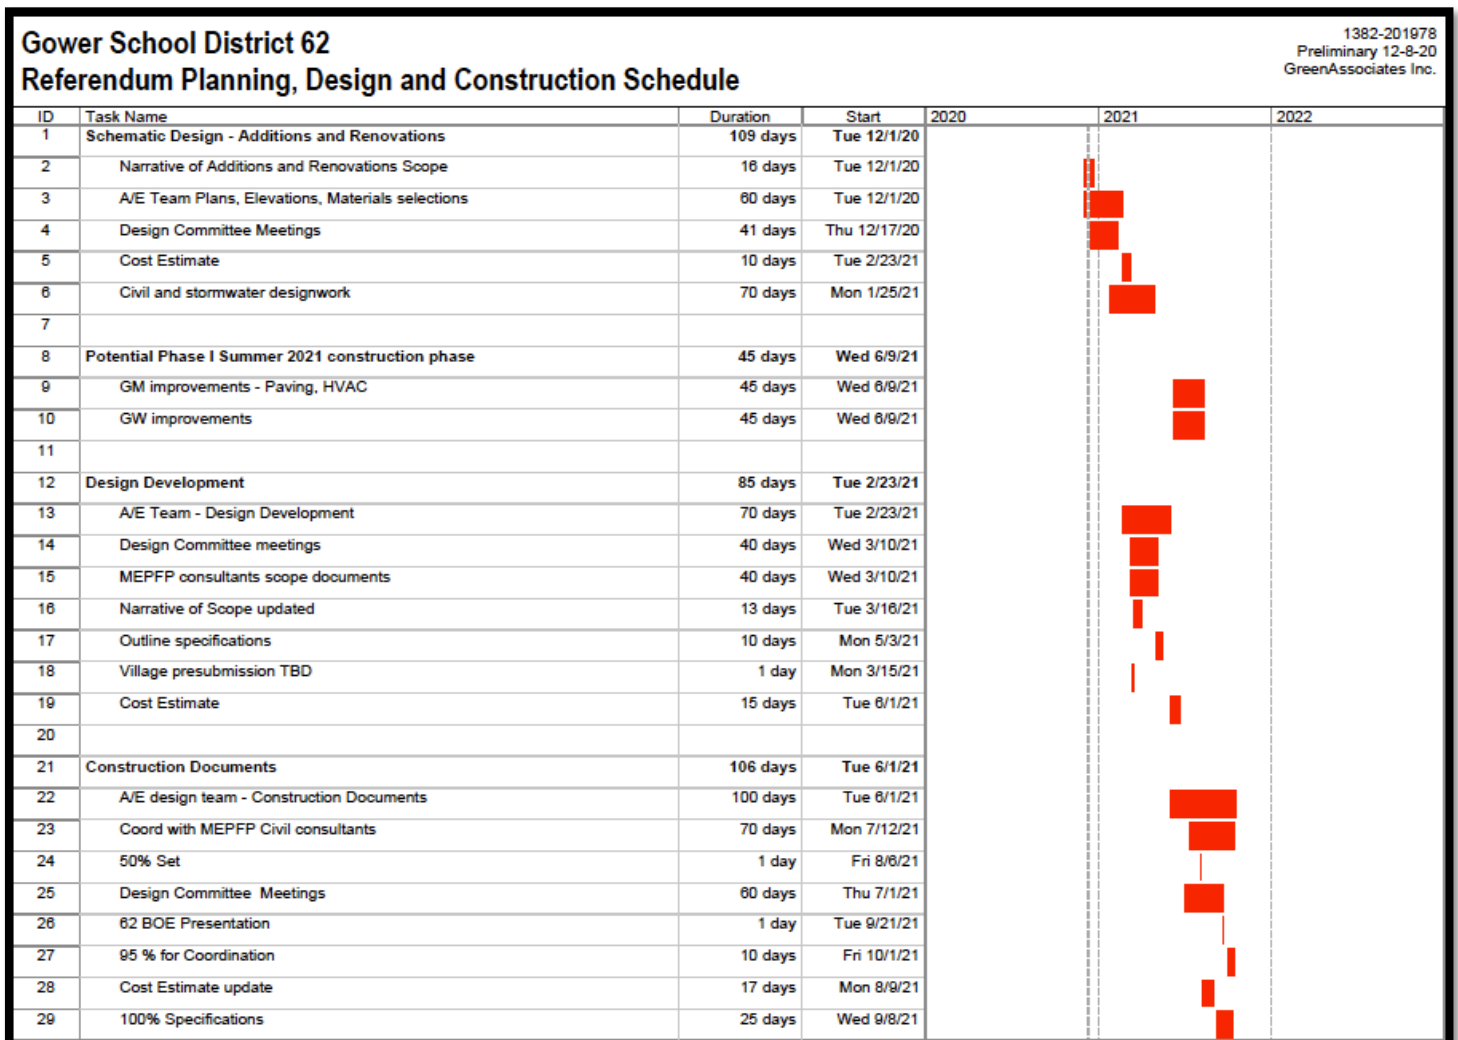 Gower School District 62
Referendum Planning, Design and Construction Schedule
1382-201978
Preliminary 12-8-20
GreenAssociates Inc.
ID Task Name Duration Start 2020 2021 2022
1 Schematic Design - Additions and Renovations 109 days Tue 12/1/20
2 Narrative of Additions and Renovations Scope 16 days Tue 12/1/20
3 A/E Team Plans, Elevations, Materials selections 60 days Tue 12/1/20
4 Design Committee Meetings 41 days Thu 12/17/20
5 Cost Estimate 10 days Tue 2/23/21
6 Civil and stormwater designwork 70 days Mon 1/25/21
7
8 Potential Phase I Summer 2021 construction phase 45 days Wed 6/9/21
9 GM improvements - Paving, HVAC 45 days Wed 6/9/21
10 GW improvements 45 days Wed 6/9/21
11
12 Design Development 85 days Tue 2/23/21
13 A/E Team - Design Development 70 days Tue 2/23/21
14 Design Committee meetings 40 days Wed 3/10/21
15 MEPFP consultants scope documents 40 days Wed 3/10/21
16 Narrative of Scope updated 13 days Tue 3/16/21
17 Outline specifications 10 days Mon 5/3/21
18 Village presubmission TBD 1 day Mon 3/15/21
19 Cost Estimate 15 days Tue 6/1/21
20
21 Construction Documents 106 days Tue 6/1/21
22 A/E design team - Construction Documents 100 days Tue 6/1/21
23 Coord with MEPFP Civil consultants 70 days Mon 7/12/21
24 50% Set 1 day Fri 8/6/21
25 Design Committee Meetings 60 days Thu 7/1/21
26 62 BOE Presentation 1 day Tue 9/21/21
27 95 % for Coordination 10 days Fri 10/1/21
28 Cost Estimate update 17 days Mon 8/9/21
29 100% Specifications 25 days Wed 9/8/21